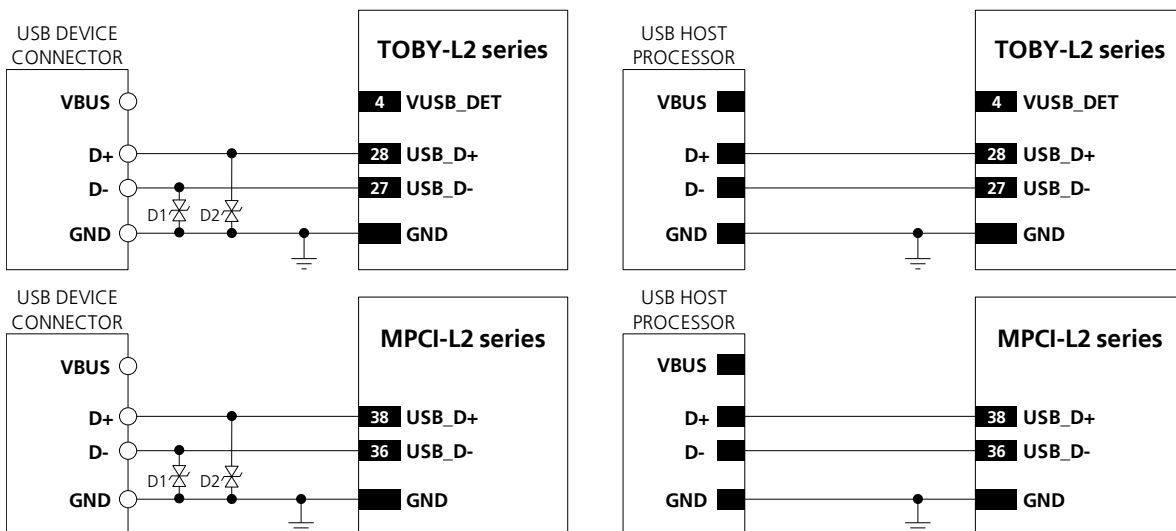 USB DEVICE
CONNECTOR
TOBY-L2 series
VBUS
4 VUSB_DET
D+
28 USB_D+
D-
27 USB_D-
D1
D2
GND
GND
USB HOST
PROCESSOR
TOBY-L2 series
VBUS
4 VUSB_DET
D+
28 USB_D+
D-
27 USB_D-
GND
GND
USB DEVICE
CONNECTOR
MPCI-L2 series
VBUS
D+
38 USB_D+
D-
36 USB_D-
D1
D2
GND
GND
USB HOST
PROCESSOR
MPCI-L2 series
VBUS
D+
38 USB_D+
D-
36 USB_D-
GND
GND